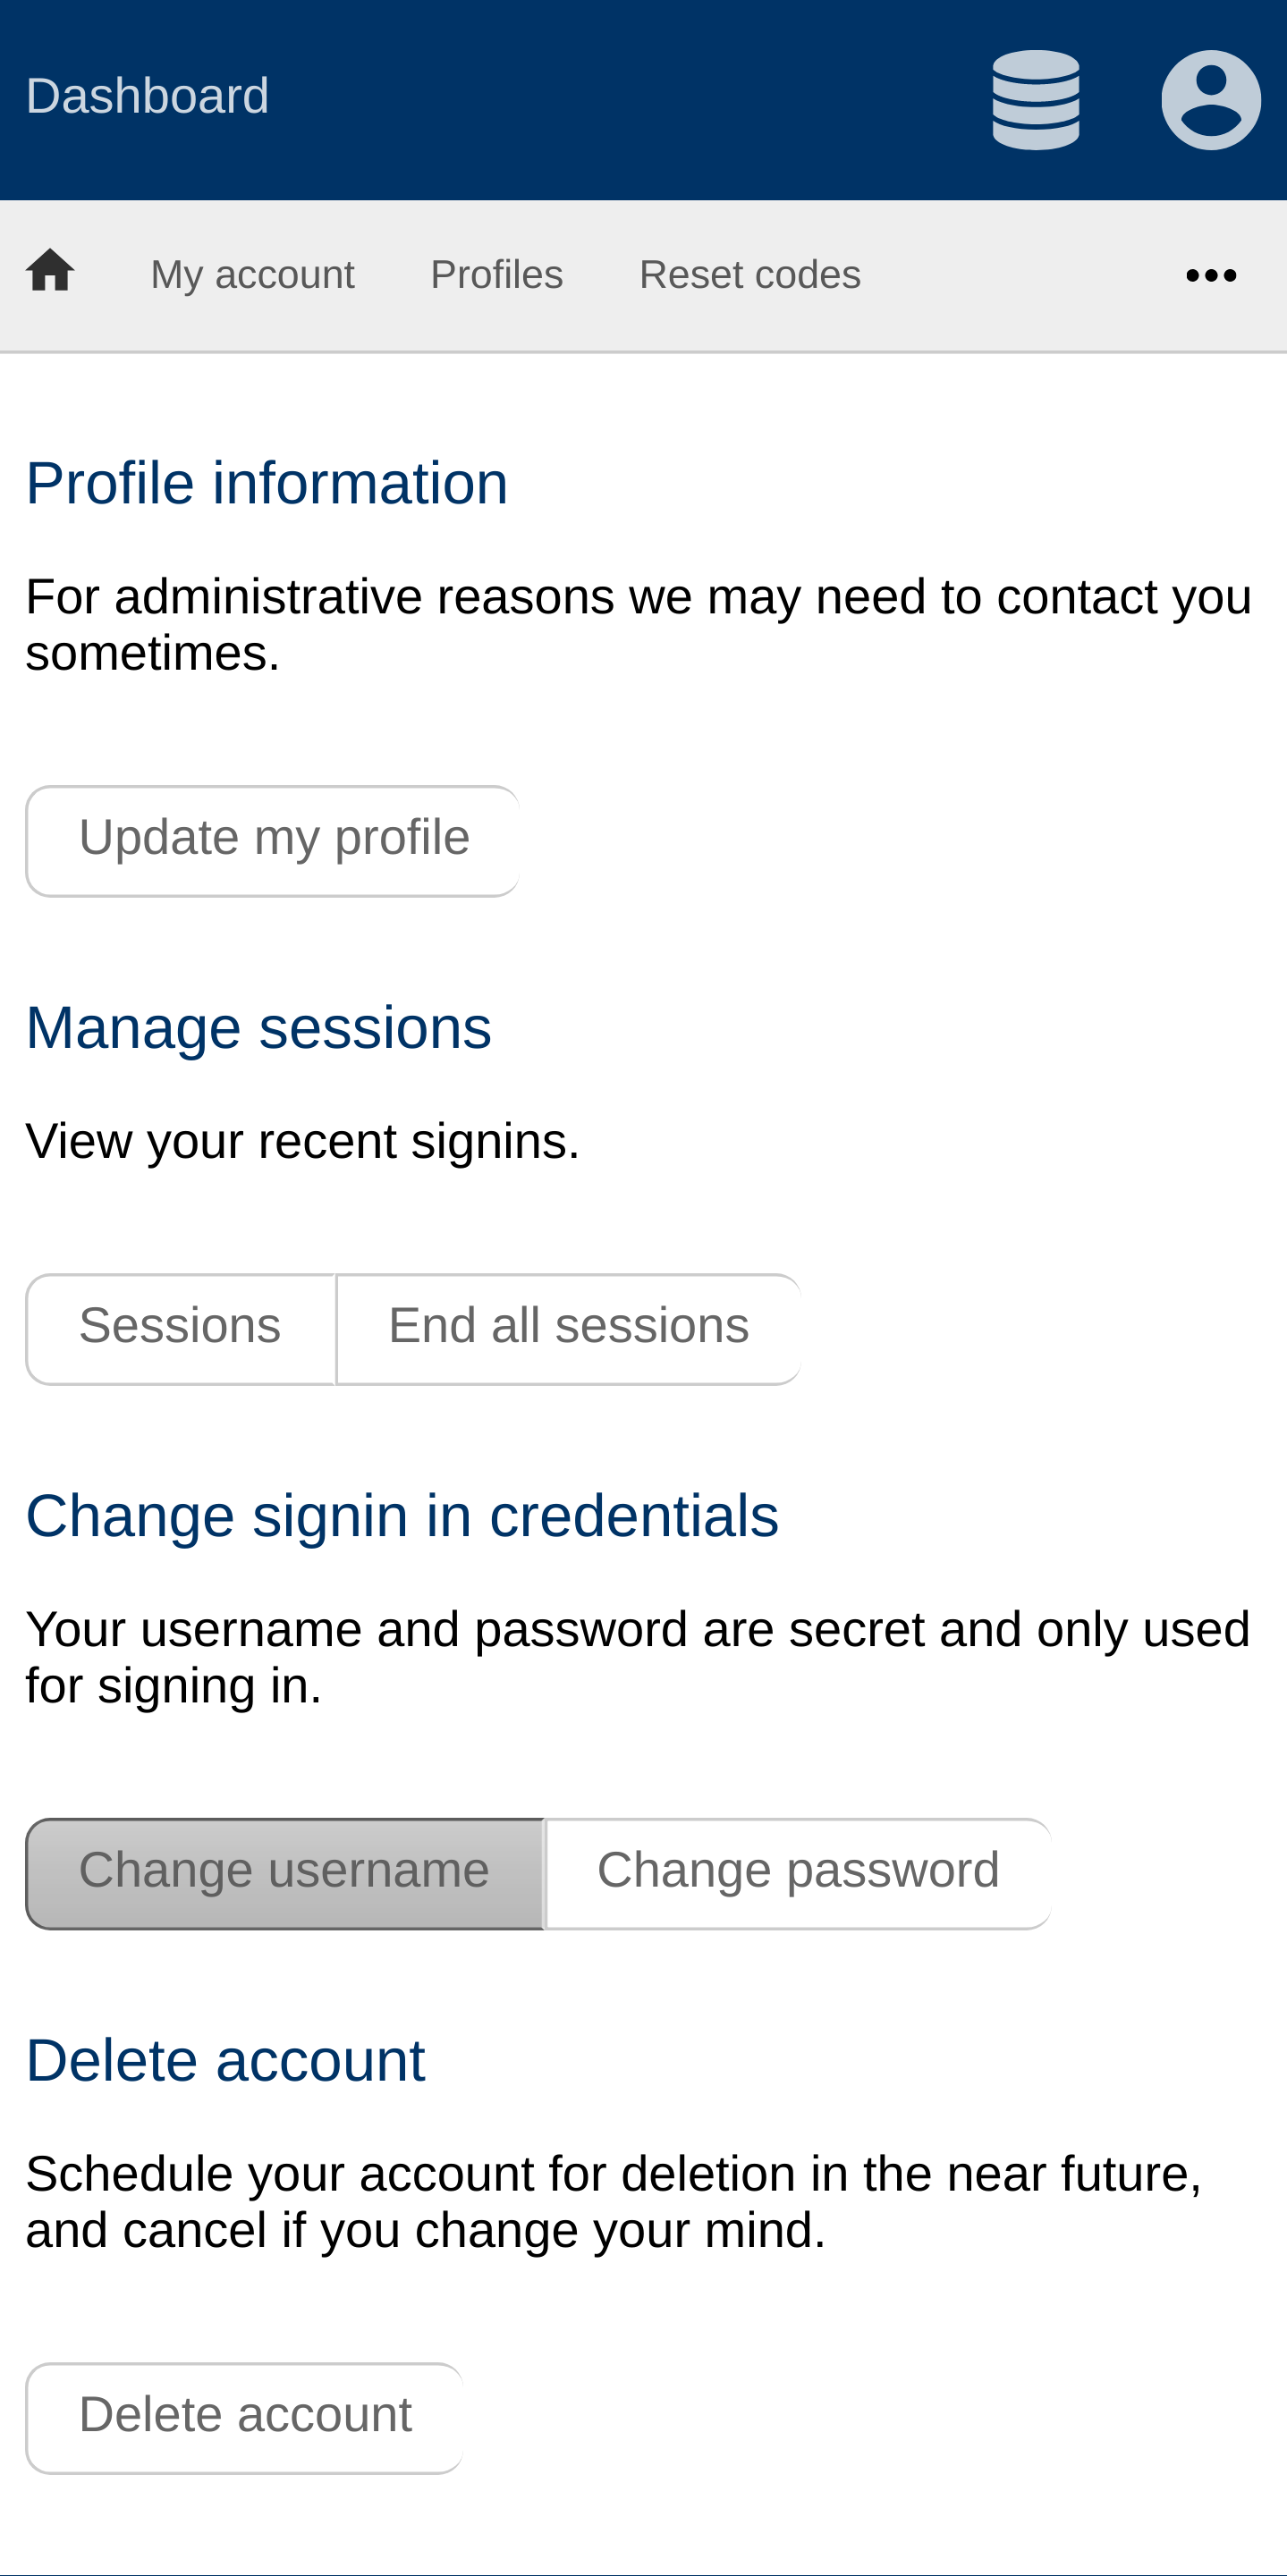 Dashboard
My account Profiles Reset codes •••
Profile information
For administrative reasons we may need to contact you
sometimes.
Update my profile
Manage sessions
View your recent signins.
Sessions End all sessions
Change signin in credentials
Your username and password are secret and only used
for signing in.
Change username Change password
Delete account
Schedule your account for deletion in the near future,
and cancel if you change your mind.
Delete account